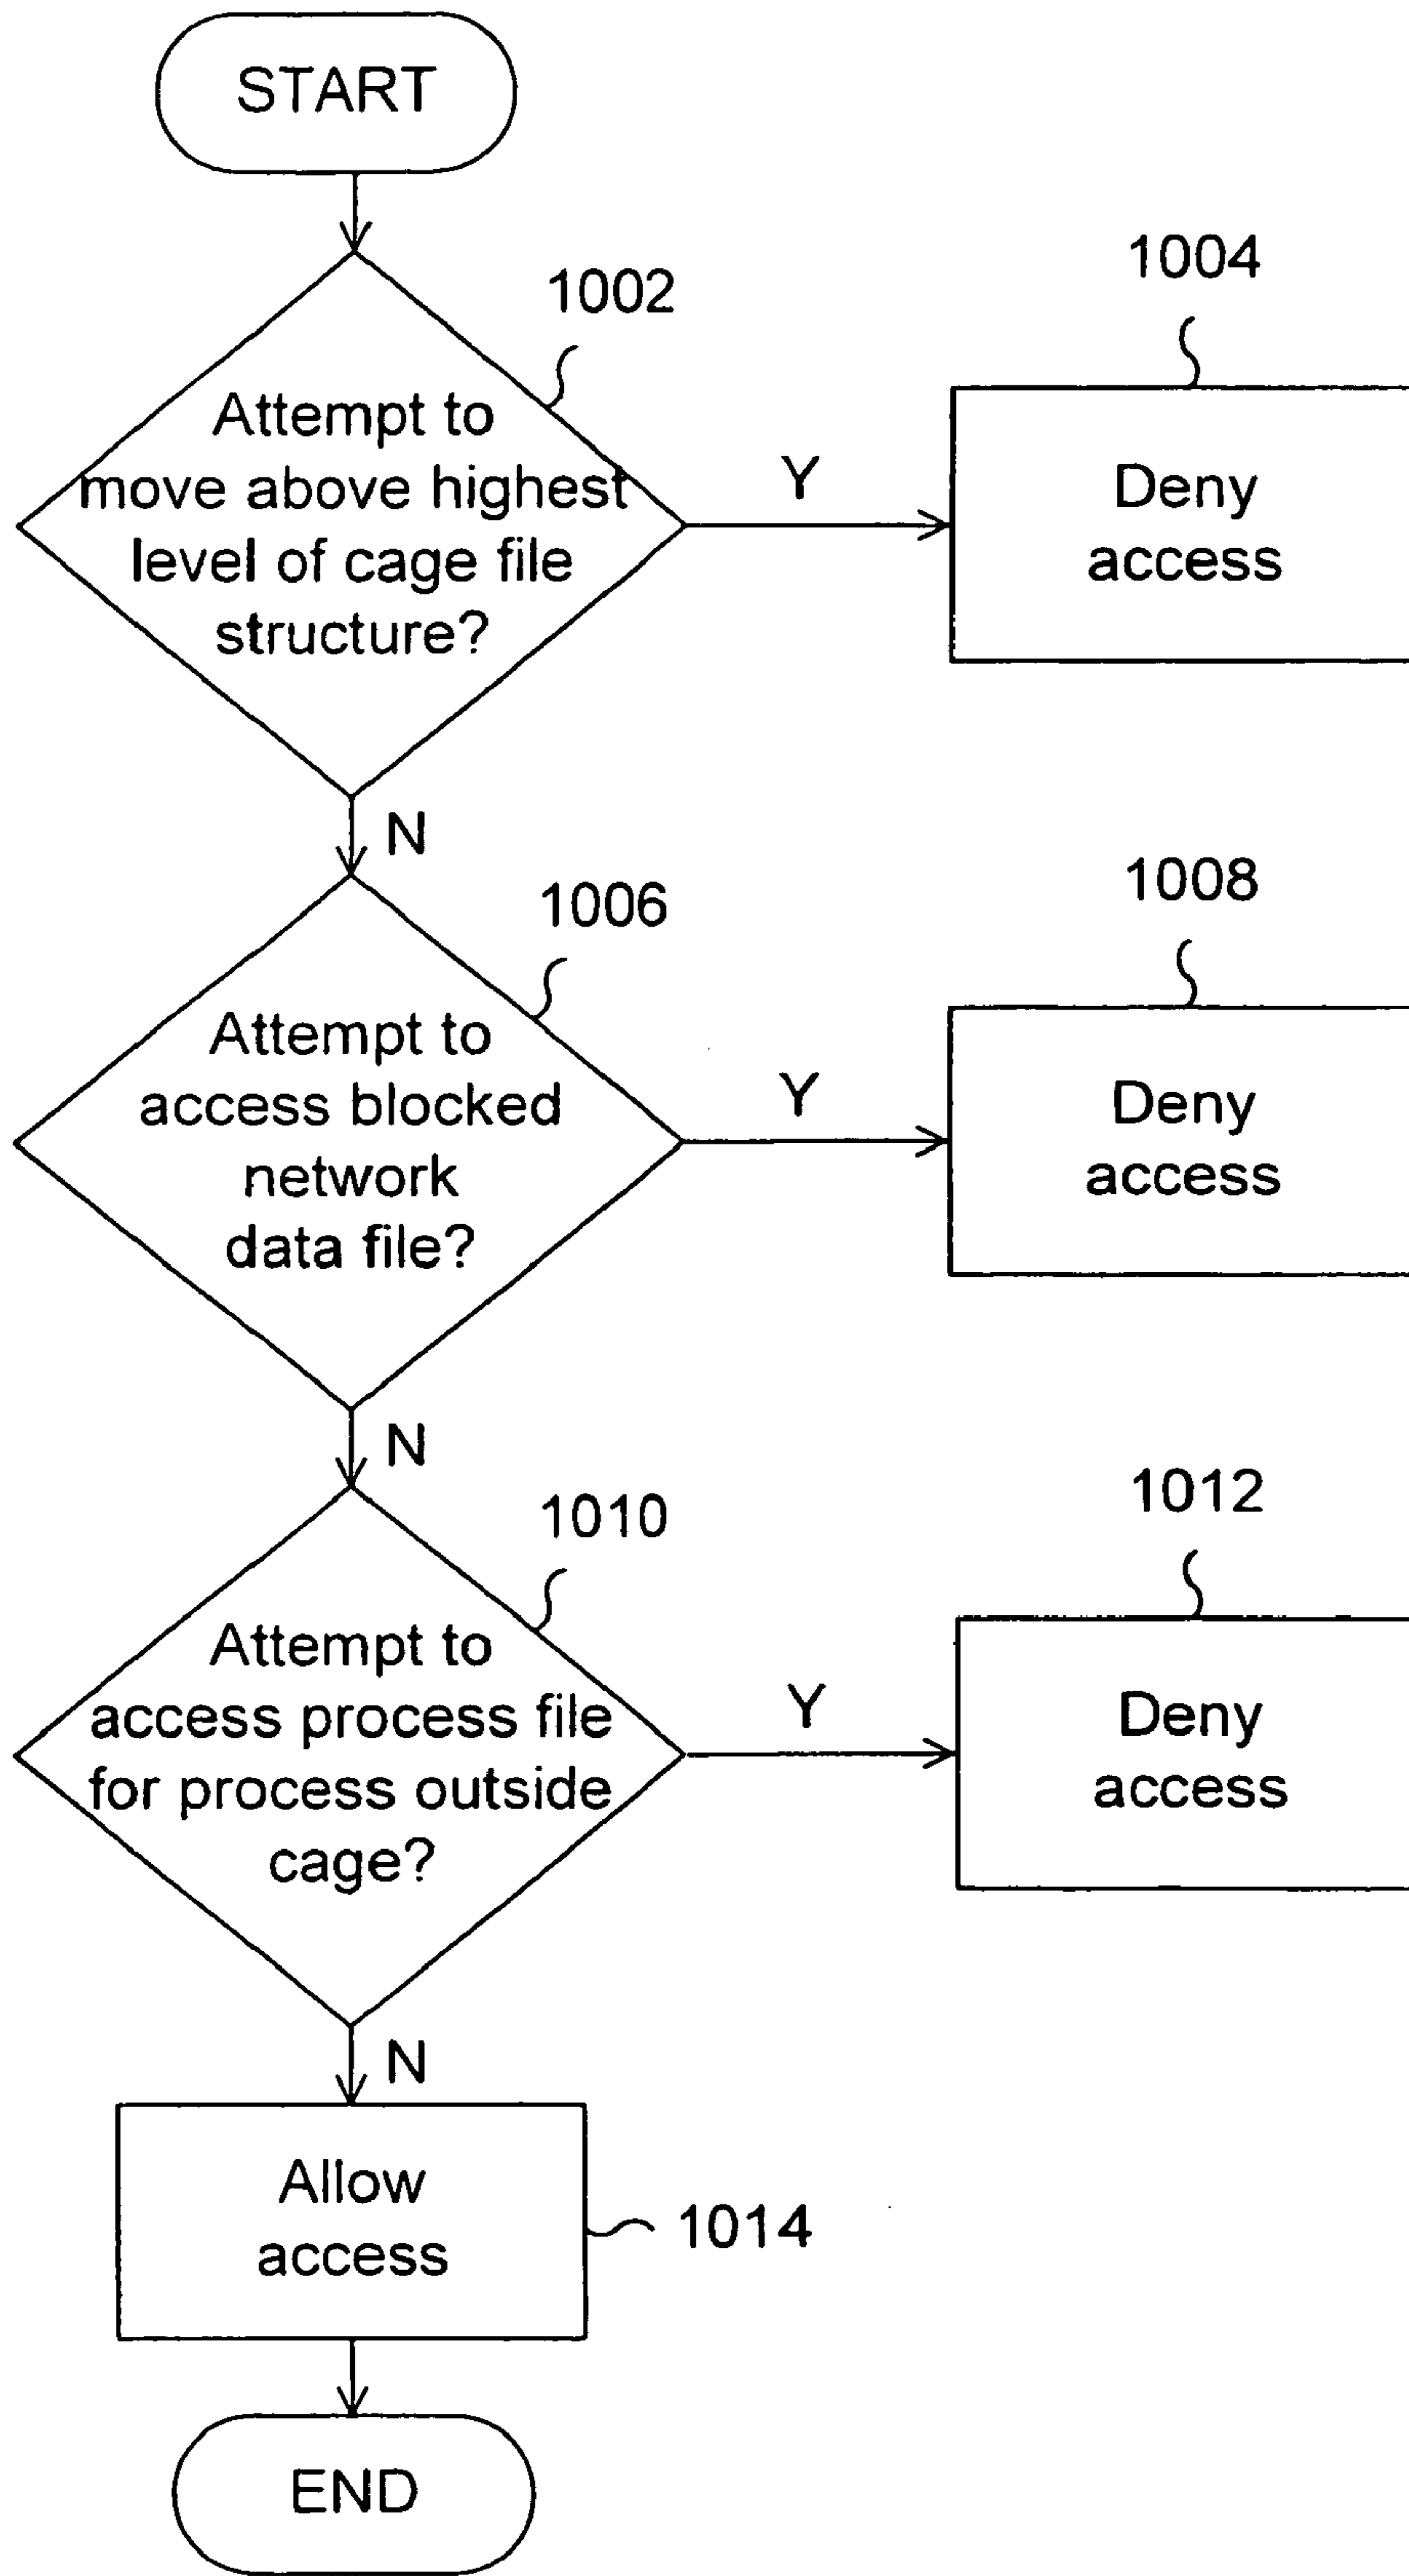 START
1002
Attempt to
move above highest
level of cage file
structure?
Y
1004
Deny
access
N
1006
Attempt to
access blocked
network
data file?
Y
1008
Deny
access
N
1010
Attempt to
access process file
for process outside
cage?
Y
1012
Deny
access
N
Allow
access
1014
END